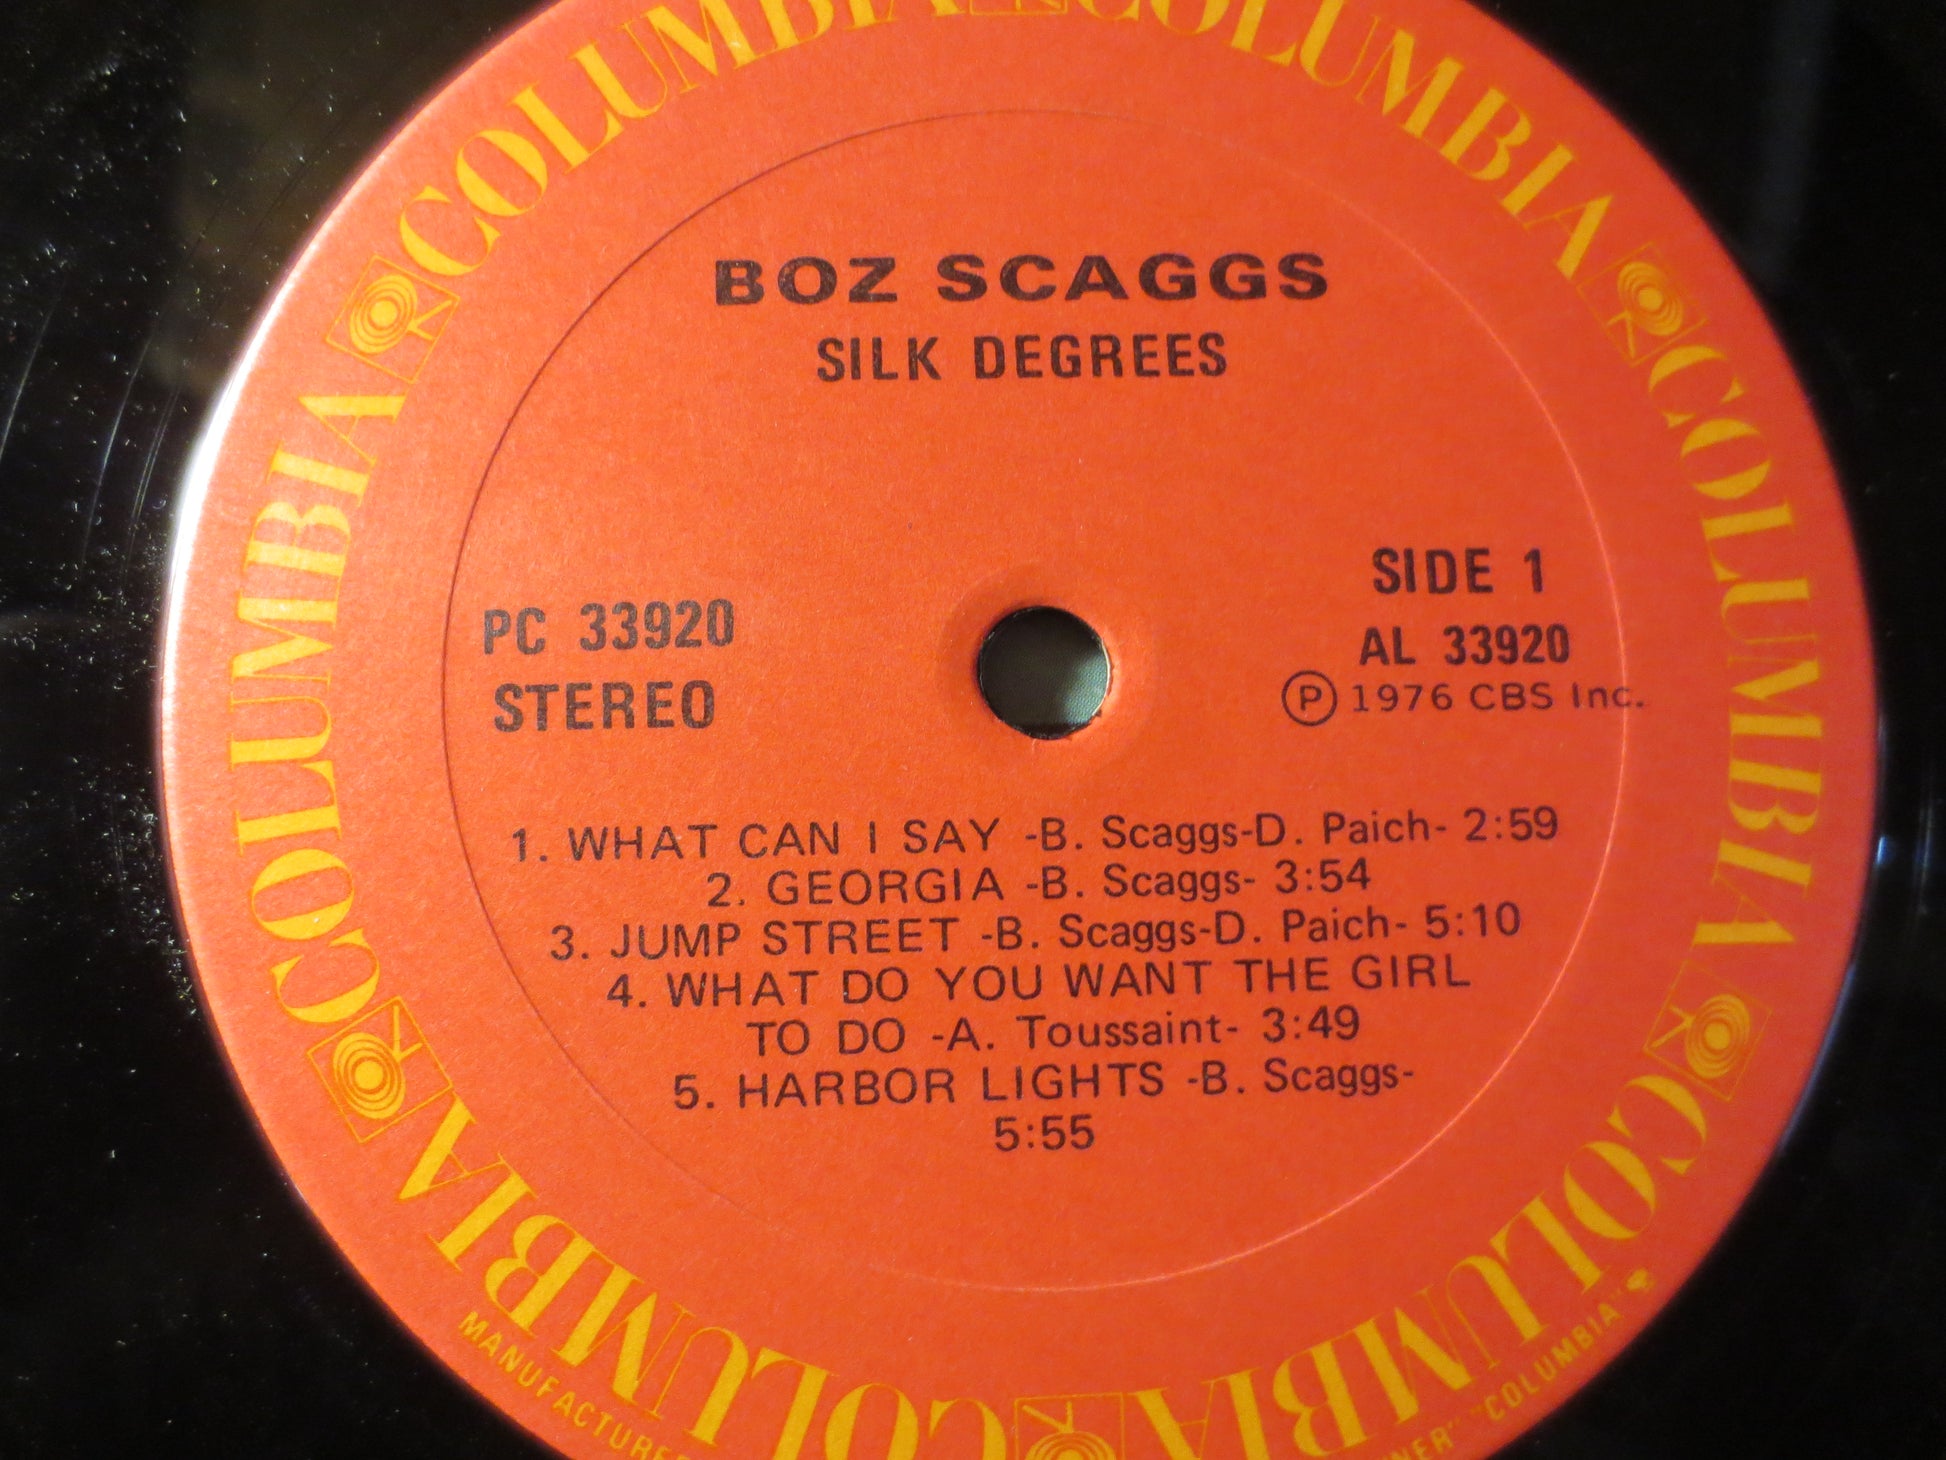 BOZ SCAGGS
SILK DEGREES
PC 33920
STEREO
SIDE 1
AL 33920
Ⓟ 1976 CBS Inc.
1. WHAT CAN I SAY -B. Scaggs-D. Paich- 2:59
2. GEORGIA -B. Scaggs- 3:54
3. JUMP STREET -B. Scaggs-D. Paich- 5:10
4. WHAT DO YOU WANT THE GIRL
TO DO -A. Toussaint- 3:49
5. HARBOR LIGHTS -B. Scaggs-
5:55
COLUMBIA COLUMBIA COLUMBIA COLUMBIA COLUMBIA COLUMBIA COLUMBIA COLUMBIA
"COLUMBIA"